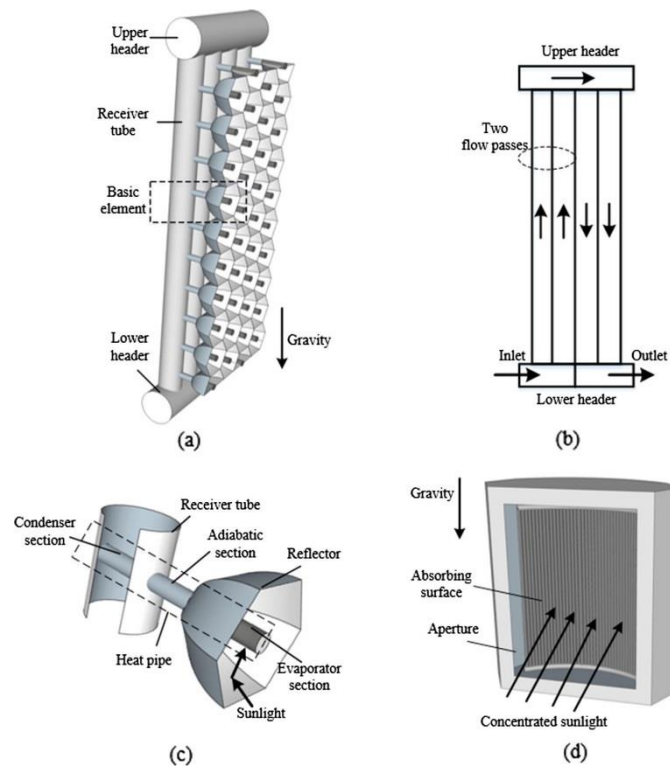 Upper
header
Receiver
tube
Basic
element
Lower
header
Gravity
(a)
Upper header
Two
flow passes
Inlet
Outlet
Lower header
(b)
Receiver tube
Condenser
section
Adiabatic
section
Reflector
Heat pipe
Evaporator
section
Sunlight
(c)
Gravity
Absorbing
surface
Aperture
Concentrated sunlight
(d)